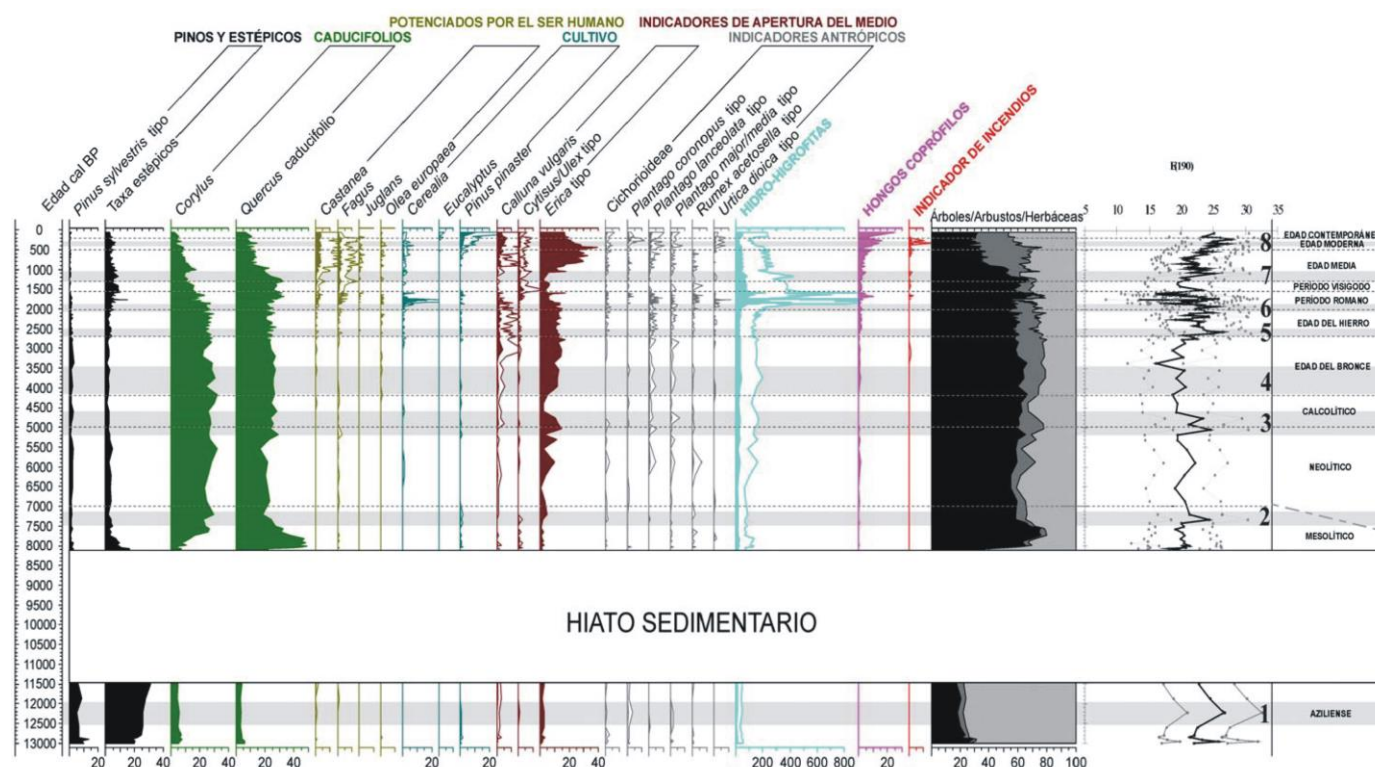 POTENCIADOS POR EL SER HUMANO
INDICADORES DE APERTURA DEL MEDIO
PINOS Y ESTÉPICOS
CADUCIFOLIOS
CULTIVO
INDICADORES ANTRÓPICOS
Edad cal BP
Pinus sylvestris tipo
Taxa estépicos
Corylus
Quercus caducifolio
Castanea
Fagus
Juglans
Olea europaea
Cerealia
Eucalyptus
Pinus pinaster
Calluna vulgaris
Cytisus/Ulex tipo
Erica tipo
Cichorioideae
Plantago coronopus tipo
Plantago lanceolata tipo
Plantago major/media tipo
Rumex acetosella tipo
Urtica dioica tipo
HIDRO-HIGROFITAS
HONGOS COPRÓFILOS
INDICADOR DE INCENDIOS
Árboles/Arbustos/Herbáceas
5 10 15 20 25 30 35
0
500
1000
1500
2000
2500
3000
3500
4000
4500
5000
5500
6000
6500
7000
7500
8000
8500
9000
9500
10000
10500
11000
11500
12000
12500
13000
8
7
6
5
4
3
2
1
EDAD CONTEMPORÁNE
EDAD MODERNA
EDAD MEDIA
PERÍODO VISIGODO
PERÍODO ROMANO
EDAD DEL HIERRO
EDAD DEL BRONCE
CALCOLÍTICO
NEOLÍTICO
MESOLÍTICO
HIATO SEDIMENTARIO
AZILIENSE
20 20 20 40 20 40 20 20 20 40 200 400 600 800 20 20 40 60 80 100